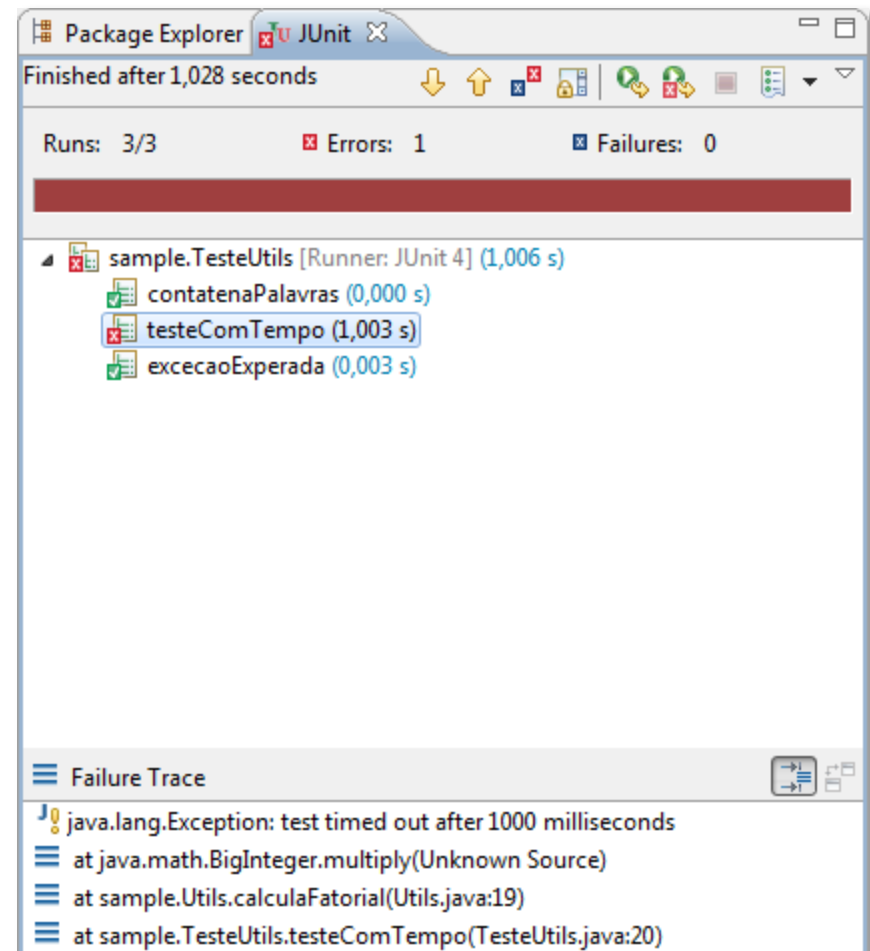 Package Explorer JUnit
Finished after 1,028 seconds
Runs: 3/3 Errors: 1 Failures: 0
sample.TesteUtils [Runner: JUnit 4] (1,006 s)
contatenaPalavras (0,000 s)
testeComTempo (1,003 s)
excecaoExperada (0,003 s)
Failure Trace
java.lang.Exception: test timed out after 1000 milliseconds
at java.math.BigInteger.multiply(Unknown Source)
at sample.Utils.calculaFatorial(Utils.java:19)
at sample.TesteUtils.testeComTempo(TesteUtils.java:20)